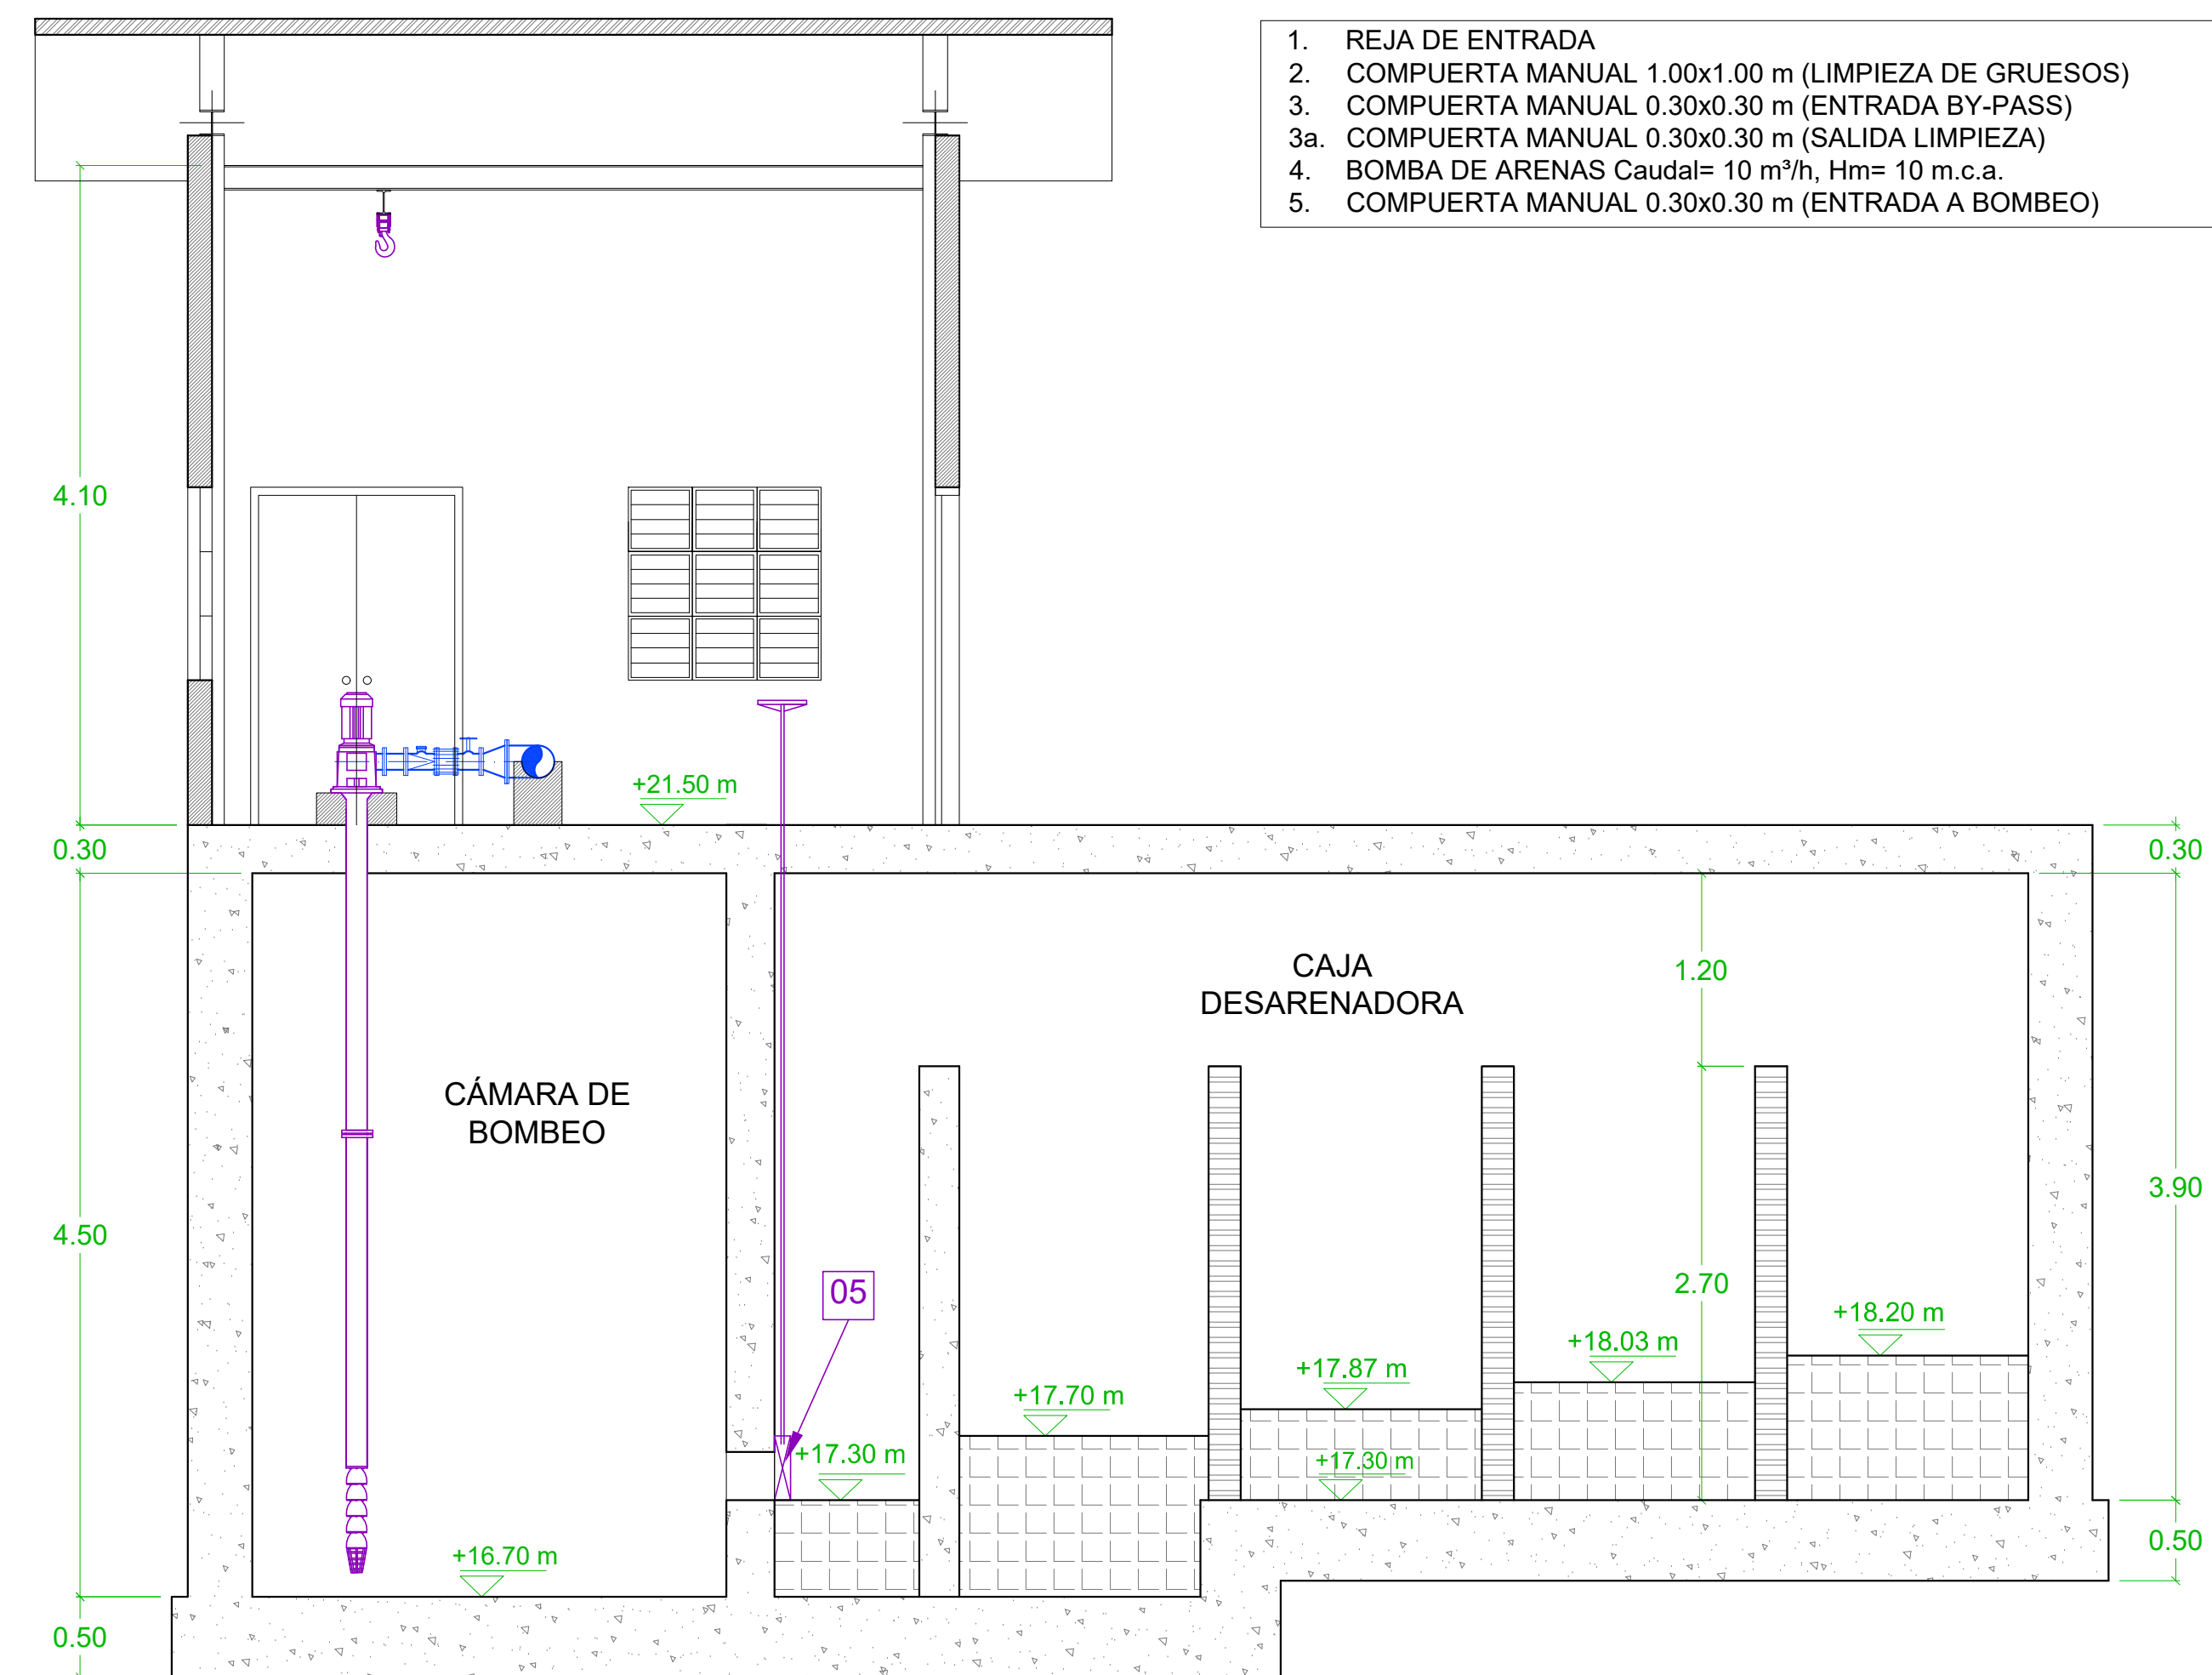 1. REJA DE ENTRADA
2. COMPUERTA MANUAL 1.00x1.00 m (LIMPIEZA DE GRUESOS)
3. COMPUERTA MANUAL 0.30x0.30 m (ENTRADA BY-PASS)
3a. COMPUERTA MANUAL 0.30x0.30 m (SALIDA LIMPIEZA)
4. BOMBA DE ARENAS Caudal= 10 m³/h, Hm= 10 m.c.a.
5. COMPUERTA MANUAL 0.30x0.30 m (ENTRADA A BOMBEO)
4.10
+21.50 m
0.30
0.30
CAJA
DESARENADORA
1.20
CÁMARA DE
BOMBEO
3.90
4.50
2.70
05
+18.20 m
+18.03 m
+17.87 m
+17.70 m
+17.30 m
+17.30 m
+16.70 m
0.50
0.50